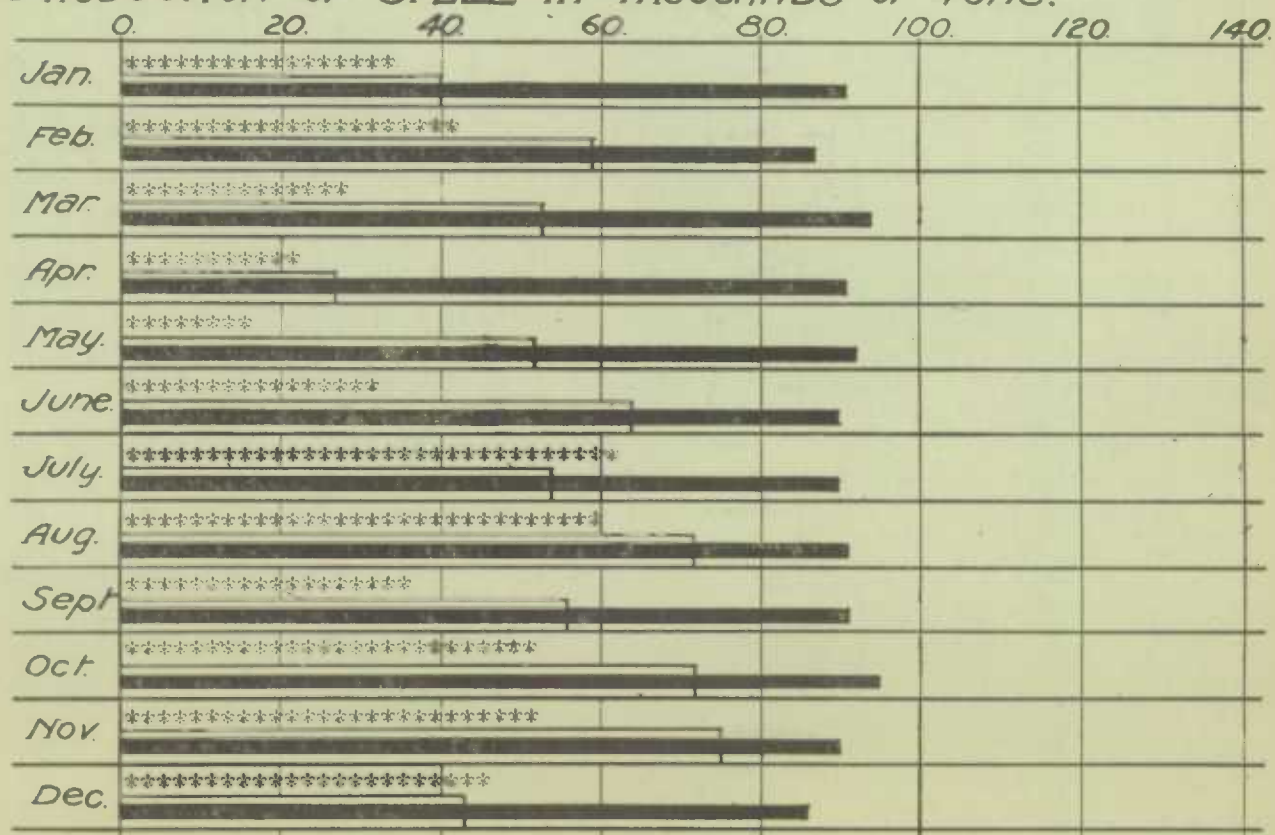 PRODUCTION OF STEEL IN THOUSANDS OF TONS.
0. 20. 40. 60. 80. 100. 120. 140.
Jan.
Feb.
Mar.
Apr.
May.
June.
July.
Aug.
Sept
Oct.
Nov.
Dec.